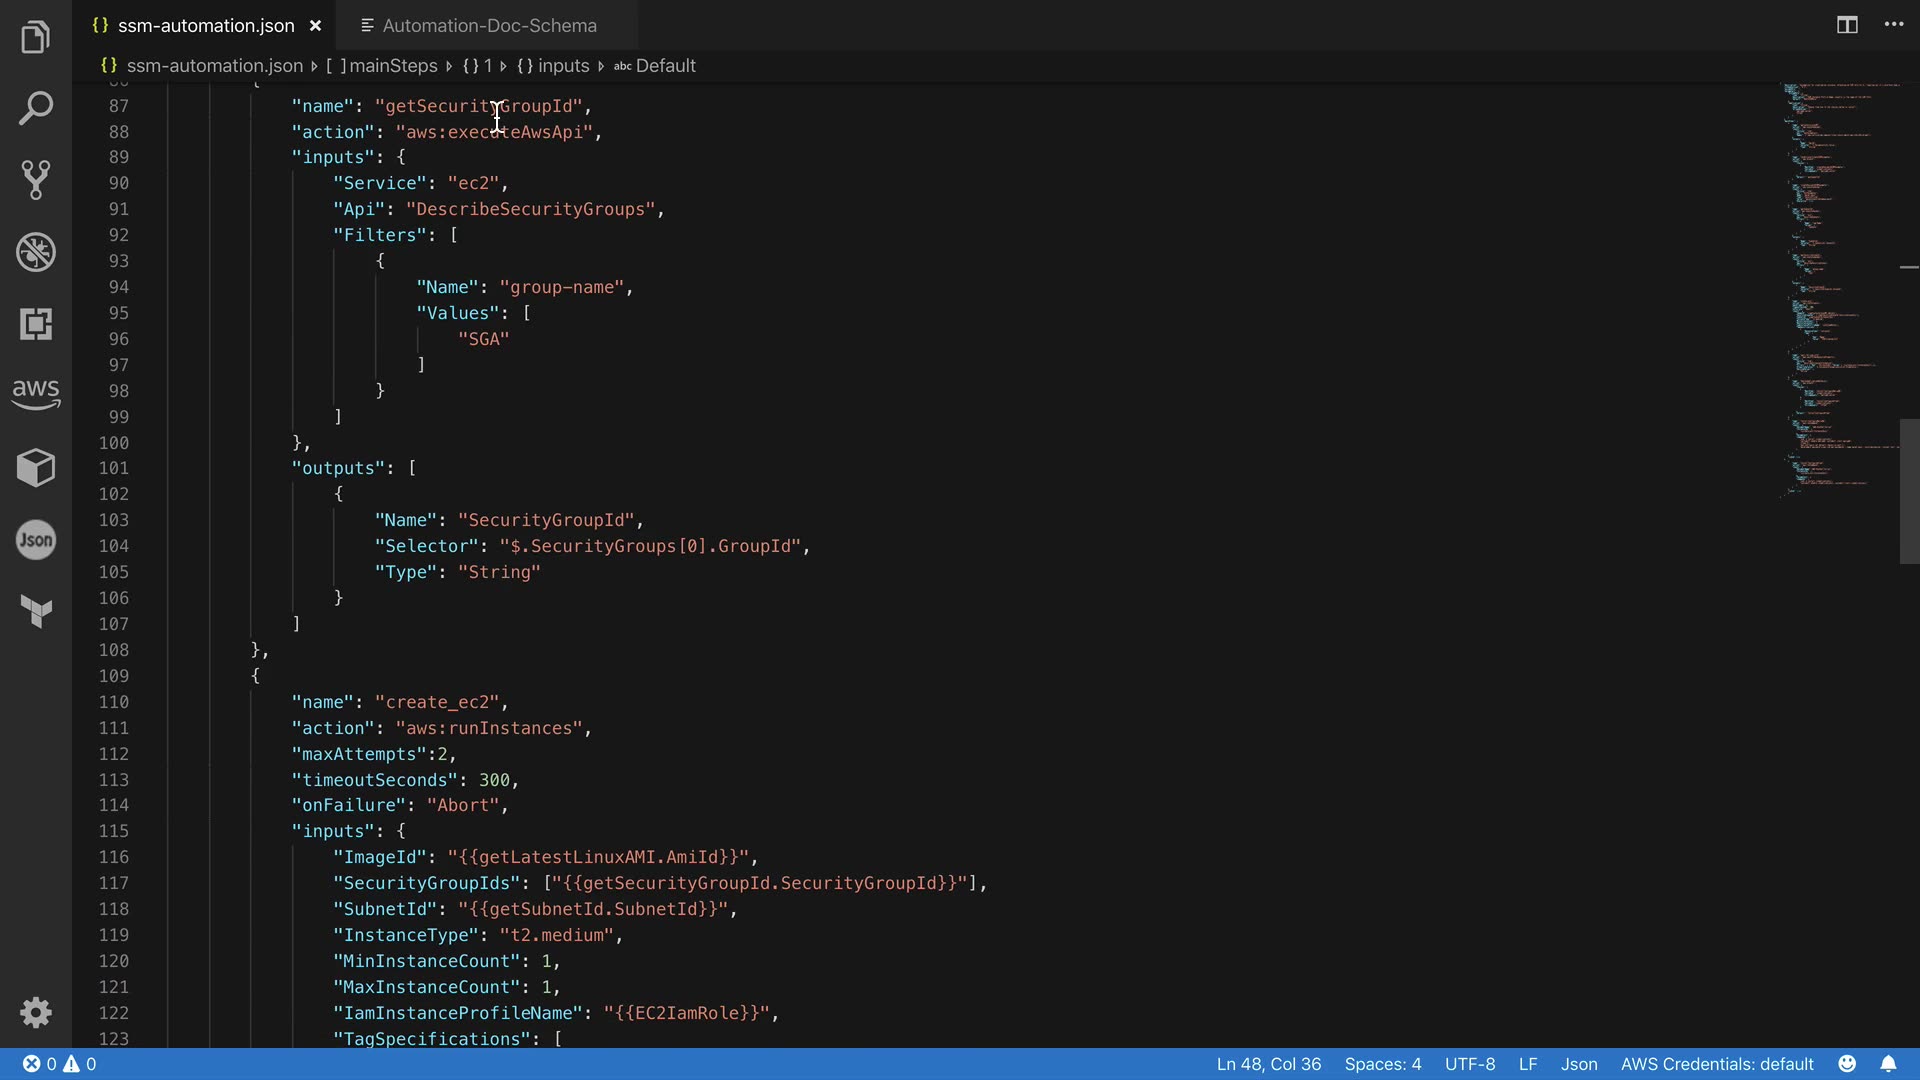 {} ssm-automation.json × Automation-Doc-Schema
{} ssm-automation.json › [ ] mainSteps › {} 1 › {} inputs › abc Default
87 "name": "getSecurityGroupId",
88 "action": "aws:executeAwsApi",
89 "inputs": {
90 "Service": "ec2",
91 "Api": "DescribeSecurityGroups",
92 "Filters": [
93 {
94 "Name": "group-name",
95 "Values": [
96 "SGA"
97 ]
98 }
99 ]
100 },
101 "outputs": [
102 {
103 "Name": "SecurityGroupId",
104 "Selector": "$.SecurityGroups[0].GroupId",
105 "Type": "String"
106 }
107 ]
108 },
109 {
110 "name": "create_ec2",
111 "action": "aws:runInstances",
112 "maxAttempts":2,
113 "timeoutSeconds": 300,
114 "onFailure": "Abort",
115 "inputs": {
116 "ImageId": "{{getLatestLinuxAMI.AmiId}}",
117 "SecurityGroupIds": ["{{getSecurityGroupId.SecurityGroupId}}"],
118 "SubnetId": "{{getSubnetId.SubnetId}}",
119 "InstanceType": "t2.medium",
120 "MinInstanceCount": 1,
121 "MaxInstanceCount": 1,
122 "IamInstanceProfileName": "{{EC2IamRole}}",
123 "TagSpecifications": [
aws
Json
0 0 Ln 48, Col 36 Spaces: 4 UTF-8 LF Json AWS Credentials: default